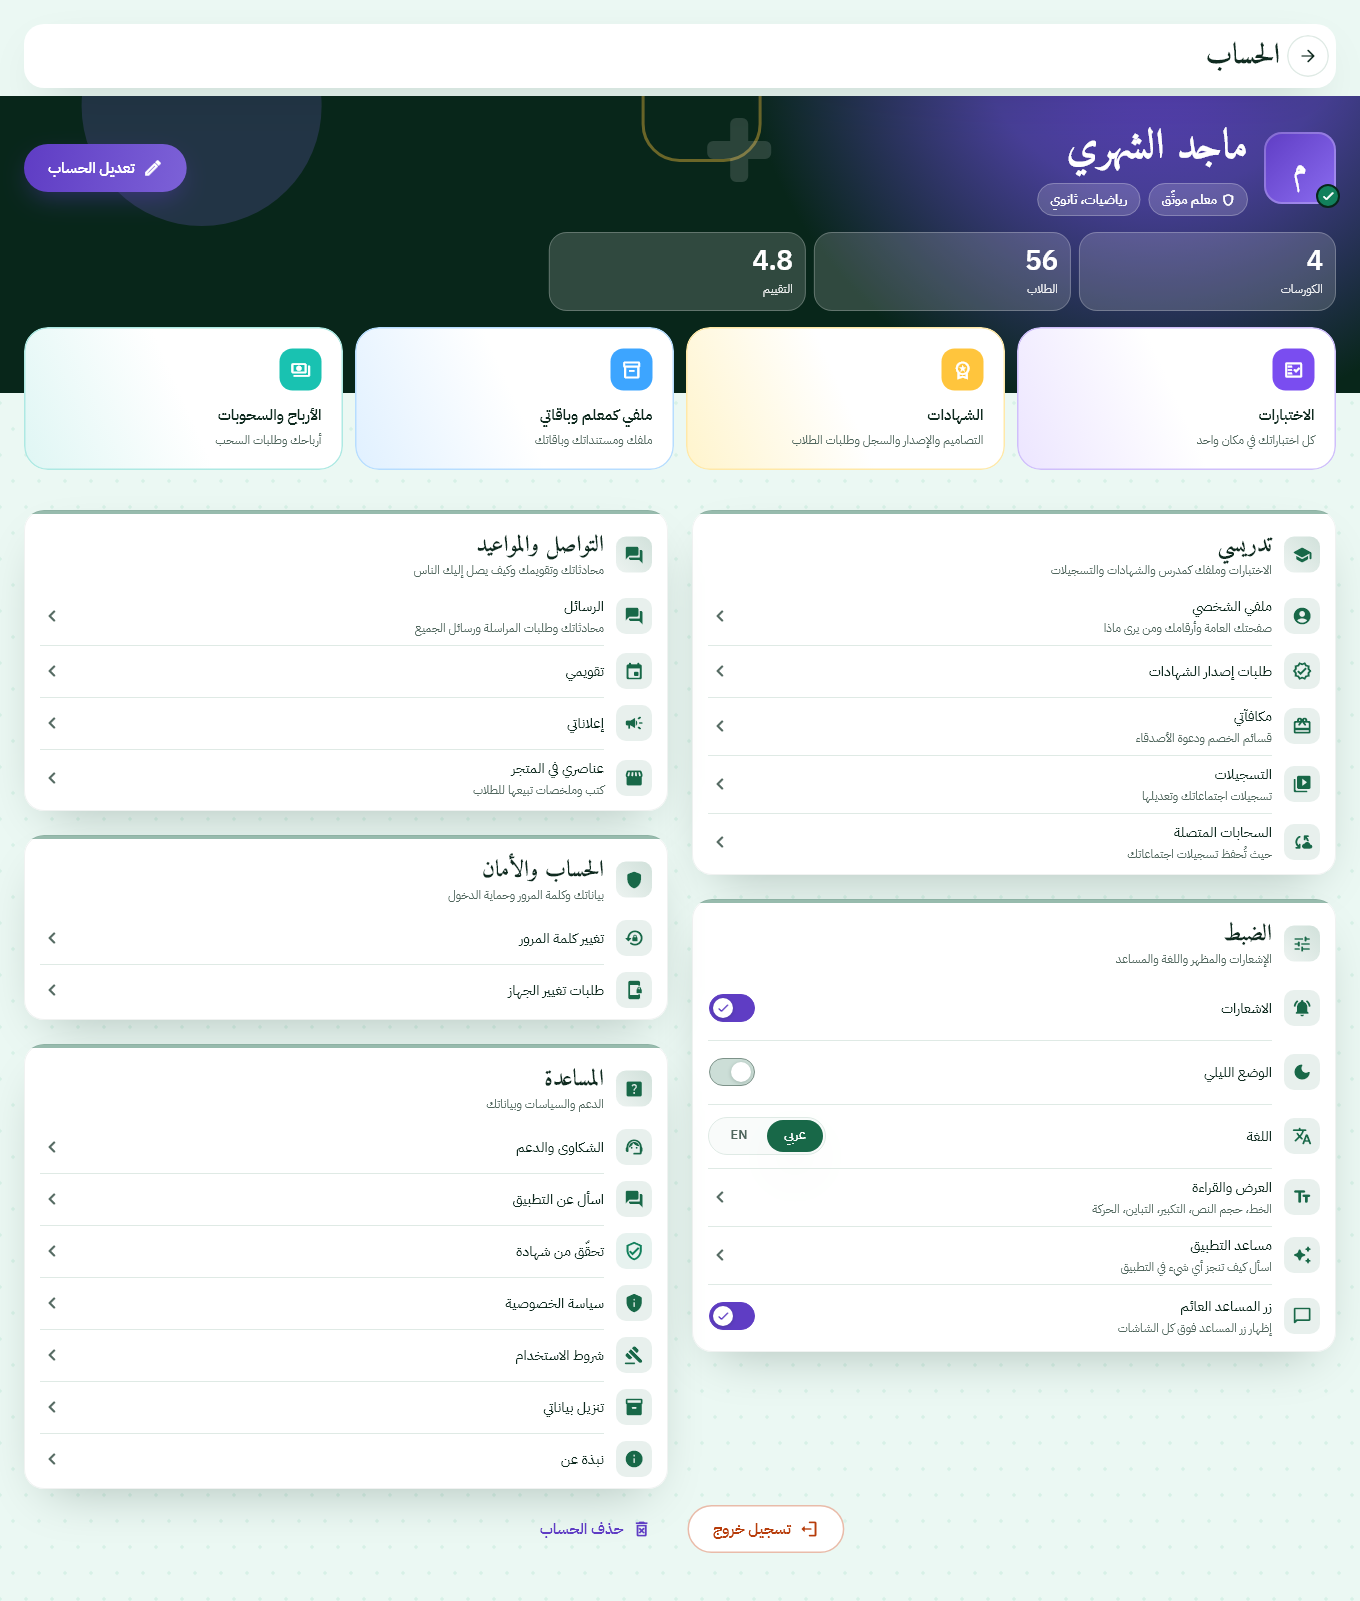 الحساب
ماجد الشهري
م
معلم موثّق
رياضيات، ثانوي
تعديل الحساب
4
الكورسات
56
الطلاب
4.8
التقييم
الاختبارات
كل اختباراتك في مكان واحد
الشهادات
التصاميم والإصدار والسجل وطلبات الطلاب
ملفي كمعلم وباقاتي
ملفك ومستنداتك وباقاتك
الأرباح والسحوبات
أرباحك وطلبات السحب
تدريسي
الاختبارات وملفك كمدرس والشهادات والتسجيلات
ملفي الشخصي
صفحتك العامة وأرقامك ومن يرى ماذا
طلبات إصدار الشهادات
مكافآتي
قسائم الخصم ودعوة الأصدقاء
التسجيلات
تسجيلات اجتماعاتك وتعديلها
السحابات المتصلة
حيث تُحفظ تسجيلات اجتماعاتك
الضبط
الإشعارات والمظهر واللغة والمساعد
الاشعارات
الوضع الليلي
اللغة
عربي
EN
العرض والقراءة
الخط، حجم النص، التكبير، التباين، الحركة
مساعد التطبيق
اسأل كيف تنجز أي شيء في التطبيق
زر المساعد العائم
إظهار زر المساعد فوق كل الشاشات
التواصل والمواعيد
محادثاتك وتقويمك وكيف يصل إليك الناس
الرسائل
محادثاتك وطلبات المراسلة ورسائل الجميع
تقويمي
إعلاناتي
عناصري في المتجر
كتب وملخصات تبيعها للطلاب
الحساب والأمان
بياناتك وكلمة المرور وحماية الدخول
تغيير كلمة المرور
طلبات تغيير الجهاز
المساعدة
الدعم والسياسات وبياناتك
الشكاوى والدعم
اسأل عن التطبيق
تحقّق من شهادة
سياسة الخصوصية
شروط الاستخدام
تنزيل بياناتي
نبذة عن
تسجيل خروج
حذف الحساب